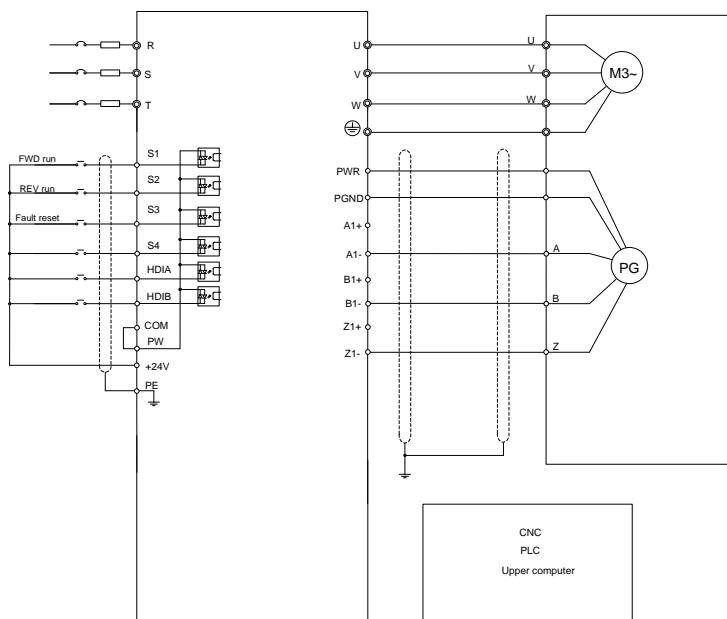 R
S
T
U
V
W
U
V
W
M3~
FWD run
REV run
Fault reset
S1
S2
S3
S4
HDIA
HDIB
COM
PW
+24V
PE
PWR
PGND
A1+
A1-
B1+
B1-
Z1+
Z1-
A
B
Z
PG
CNC
PLC
Upper computer